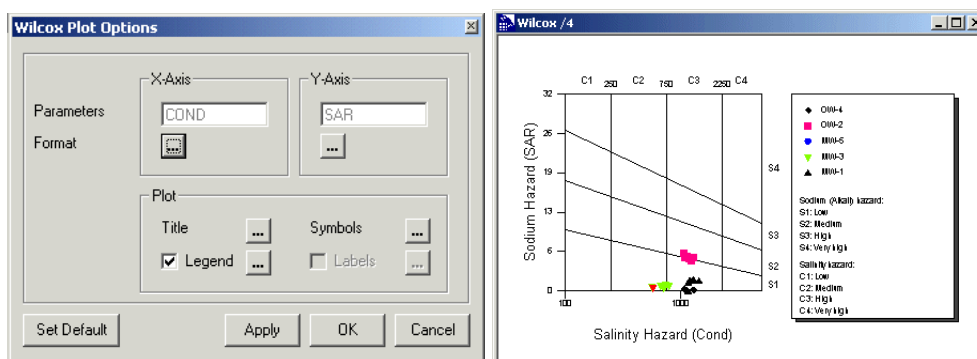 Wilcox Plot Options
X-Axis
Y-Axis
Parameters
COND
SAR
Format
...
...
Plot
Title
...
Symbols
...
Legend
...
Labels
...
Set Default
Apply
OK
Cancel
Wilcox /4
C1 250 C2 750 C3 2250 C4
32
26
19
13
6
0
S4
S3
S2
S1
100
1000
Sodium Hazard (SAR)
Salinity Hazard (Cond)
OW-4
OW-2
MW-5
MW-3
MW-1
Sodium (Alkali) hazard:
S1: Low
S2: Medium
S3: High
S4: Very high
Salinity hazard:
C1: Low
C2: Medium
C3: High
C4: Very high